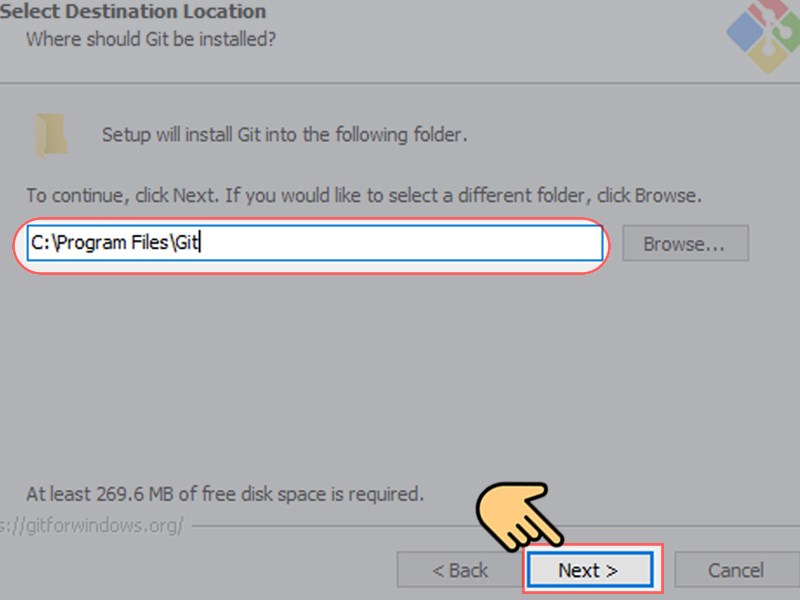 Select Destination Location
Where should Git be installed?
Setup will install Git into the following folder.
To continue, click Next. If you would like to select a different folder, click Browse.
C:\Program Files\Git
Browse...
At least 269.6 MB of free disk space is required.
s://gitforwindows.org/
< Back
Next >
Cancel